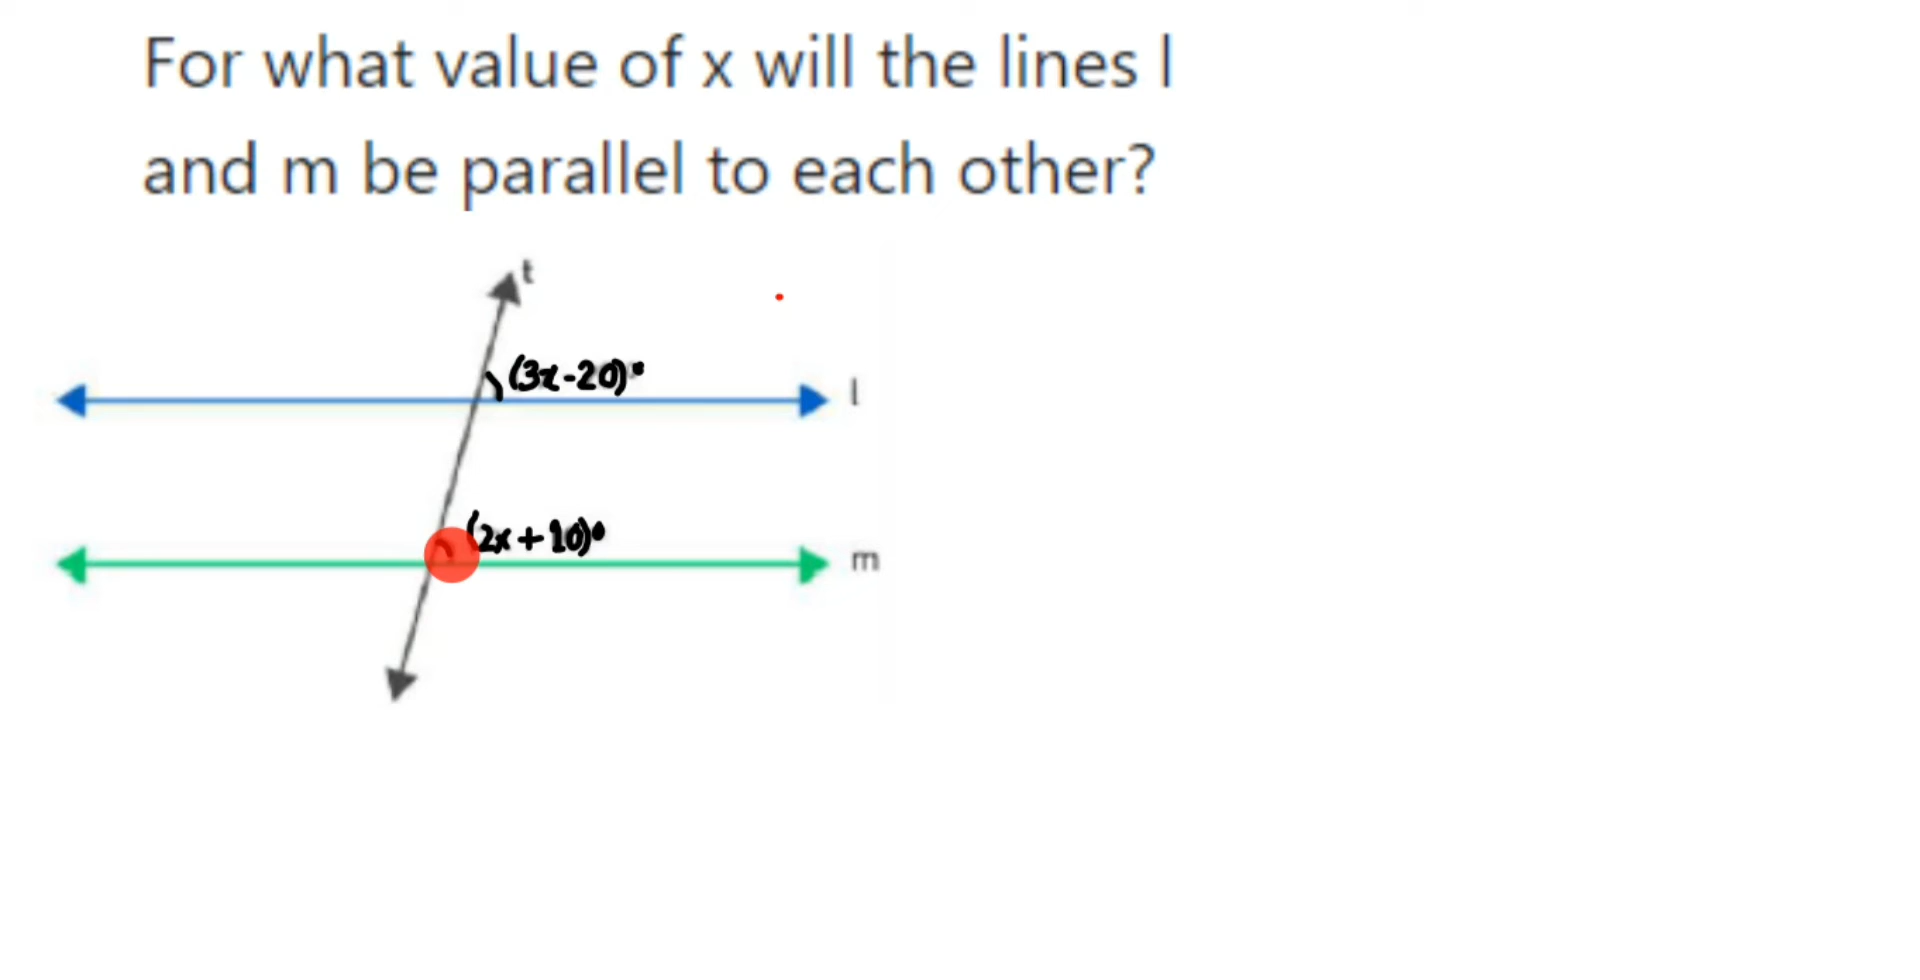 For what value of x will the lines l
and m be parallel to each other?
t
(3x-20)°
l
(2x+10)°
m